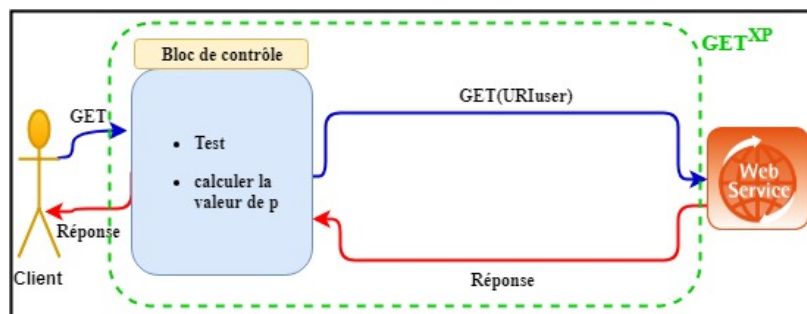 GET^XP
Bloc de contrôle
GET
GET(URIuser)
• Test
• calculer la
valeur de p
Web
Service
Réponse
Client
Réponse